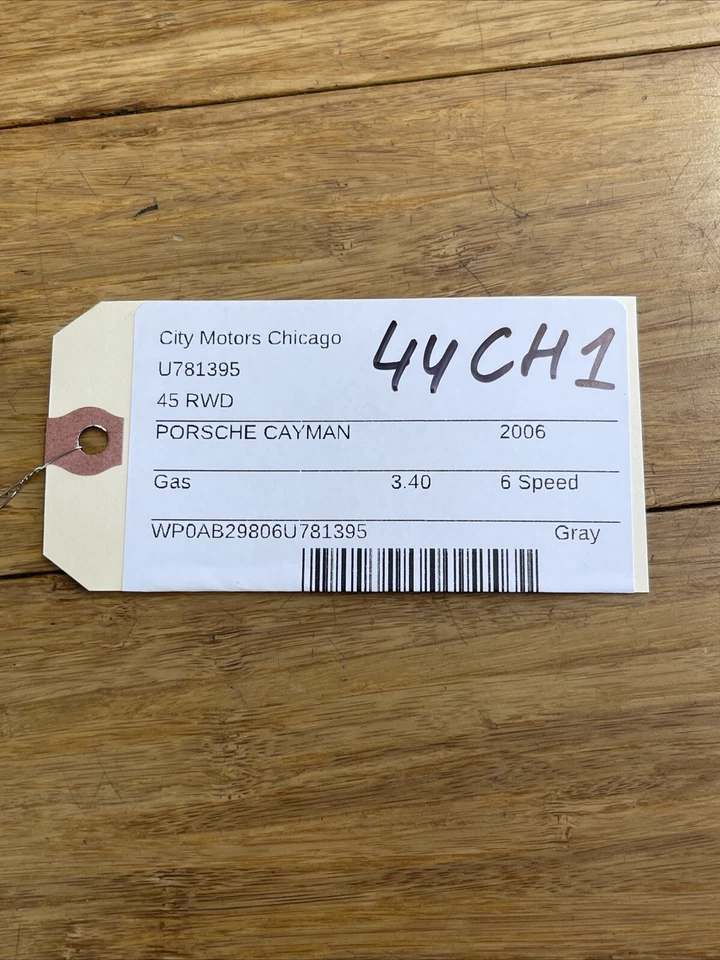 City Motors Chicago
44CH1
U781395
45 RWD
PORSCHE CAYMAN 2006
Gas 3.40 6 Speed
WP0AB29806U781395 Gray